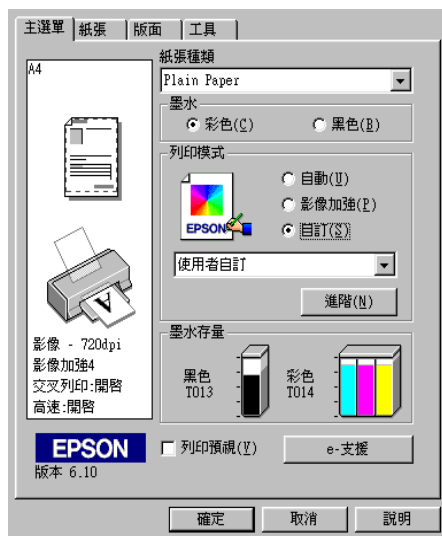 主選單 紙張 版面 工具
A4
紙張種類
Plain Paper
墨水
彩色(C) 黑色(B)
列印模式
EPSON
自動(U)
影像加強(P)
自訂(S)
使用者自訂
進階(N)
影像 - 720dpi
影像加強4
交叉列印:開啓
高速:開啓
墨水存量
黑色
T013
彩色
T014
EPSON
版本 6.10
列印預視(V)
e-支援
確定 取消 說明